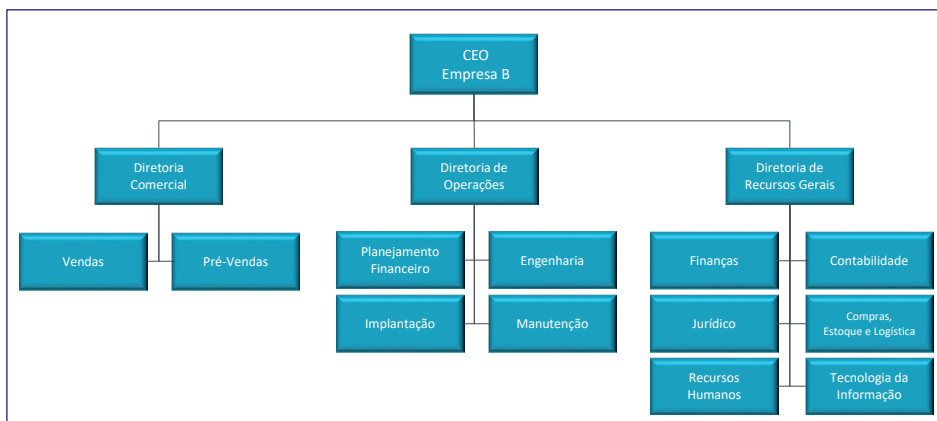 CEO
Empresa B
Diretoria
Comercial
Diretoria de
Operações
Diretoria de
Recursos Gerais
Vendas
Pré-Vendas
Planejamento
Financeiro
Engenharia
Implantação
Manutenção
Finanças
Contabilidade
Jurídico
Compras,
Estoque e Logística
Recursos
Humanos
Tecnologia da
Informação